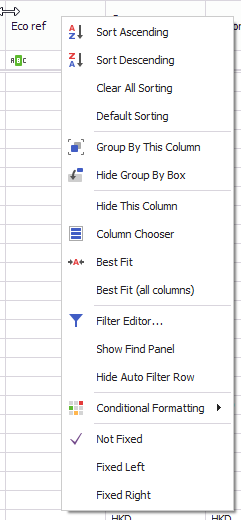 Eco ref
ABC
Sort Ascending
Sort Descending
Clear All Sorting
Default Sorting
Group By This Column
Hide Group By Box
Hide This Column
Column Chooser
Best Fit
Best Fit (all columns)
Filter Editor...
Show Find Panel
Hide Auto Filter Row
Conditional Formatting
Not Fixed
Fixed Left
Fixed Right